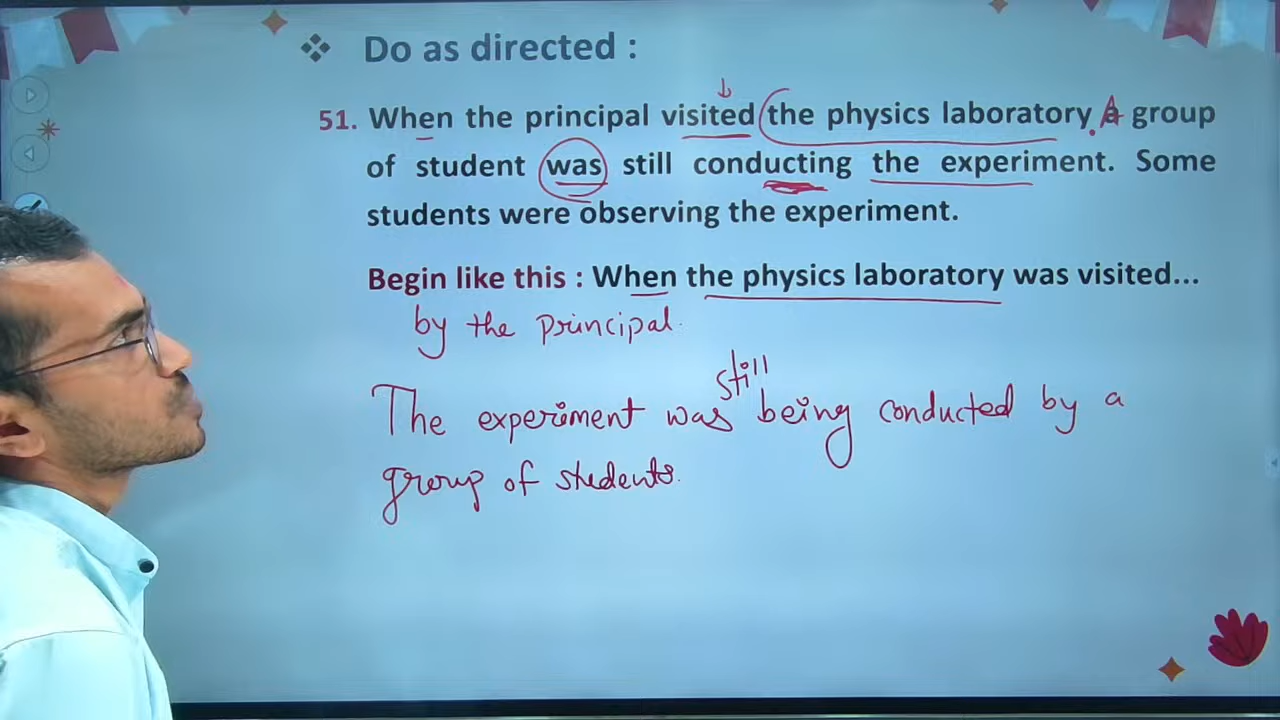 ❖ Do as directed :
51. When the principal visited the physics laboratory. A group
of student was still conducting the experiment. Some
students were observing the experiment.
Begin like this : When the physics laboratory was visited...
by the principal.
still
The experiment was being conducted by a
group of students.